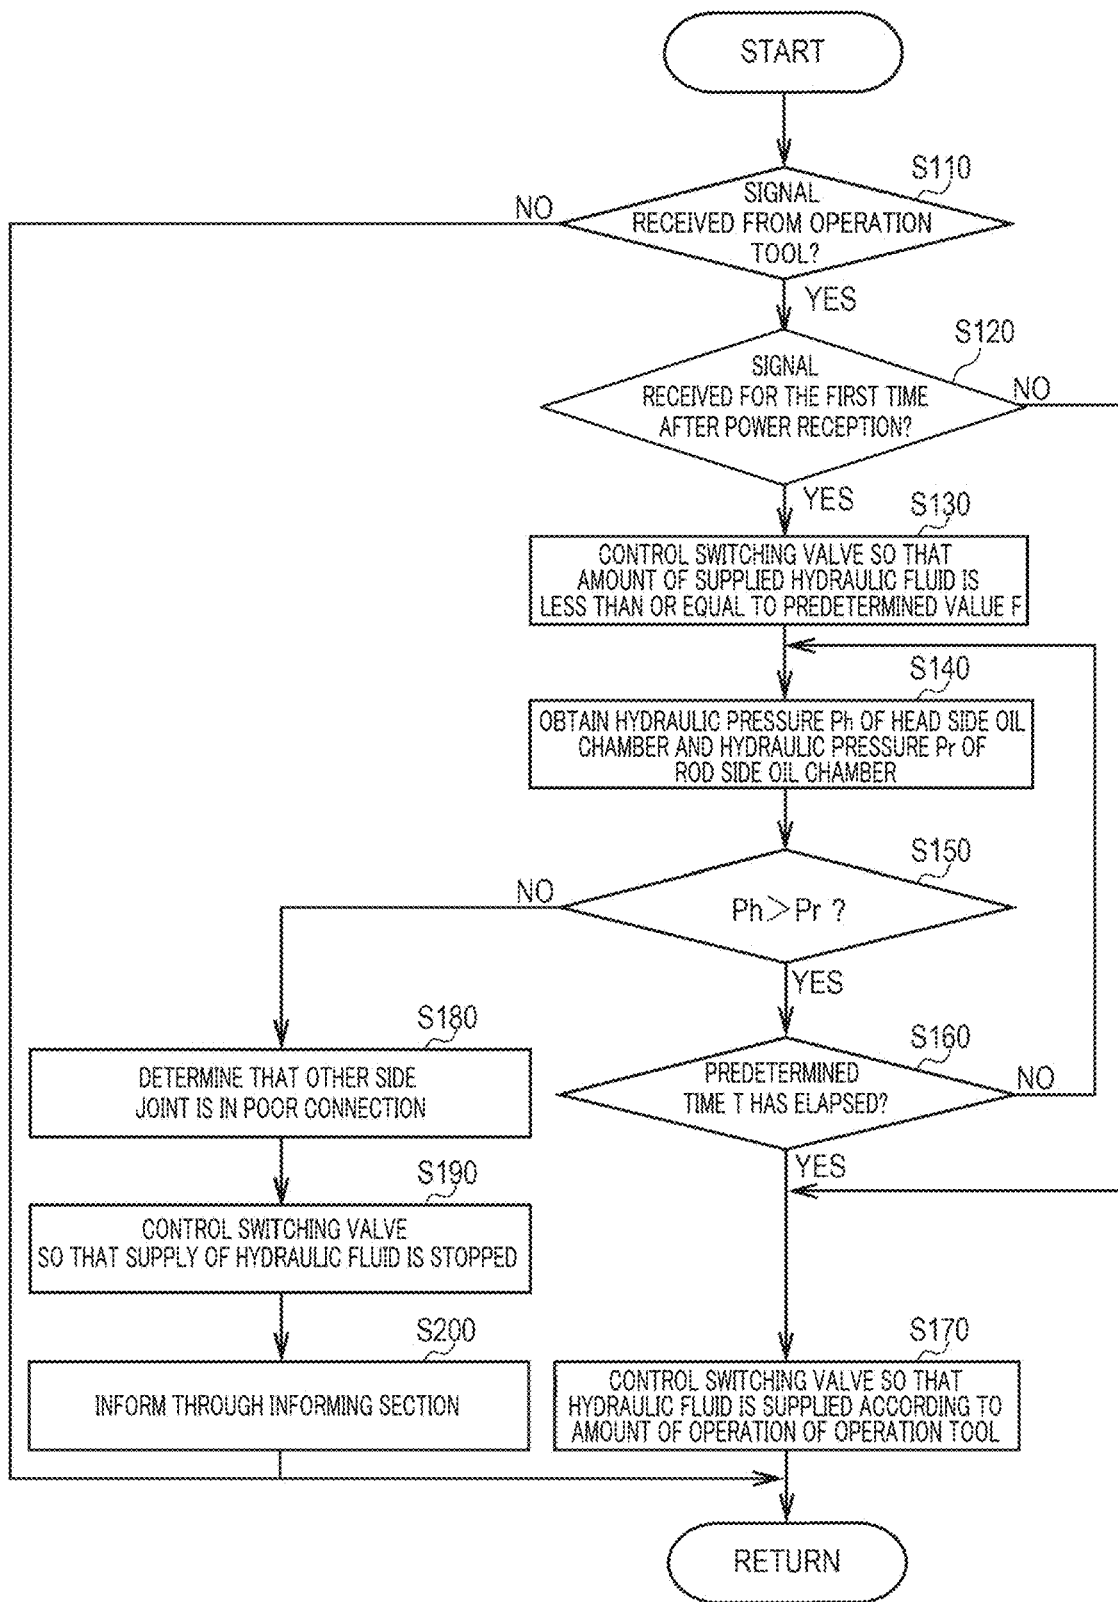 START
S110
NO
SIGNAL
RECEIVED FROM OPERATION
TOOL?
YES
S120
SIGNAL
RECEIVED FOR THE FIRST TIME
AFTER POWER RECEPTION?
NO
YES
S130
CONTROL SWITCHING VALVE SO THAT
AMOUNT OF SUPPLIED HYDRAULIC FLUID IS
LESS THAN OR EQUAL TO PREDETERMINED VALUE F
S140
OBTAIN HYDRAULIC PRESSURE Ph OF HEAD SIDE OIL
CHAMBER AND HYDRAULIC PRESSURE Pr OF
ROD SIDE OIL CHAMBER
S150
NO
Ph＞Pr ?
YES
S160
PREDETERMINED
TIME T HAS ELAPSED?
NO
YES
S180
DETERMINE THAT OTHER SIDE
JOINT IS IN POOR CONNECTION
S190
CONTROL SWITCHING VALVE
SO THAT SUPPLY OF HYDRAULIC FLUID IS STOPPED
S200
INFORM THROUGH INFORMING SECTION
S170
CONTROL SWITCHING VALVE SO THAT
HYDRAULIC FLUID IS SUPPLIED ACCORDING TO
AMOUNT OF OPERATION OF OPERATION TOOL
RETURN